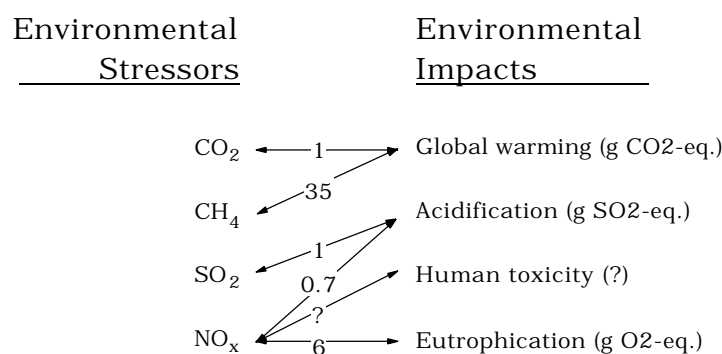 Environmental Environmental
Stressors Impacts
CO₂ 1 Global warming (g CO2-eq.)
35
CH₄ Acidification (g SO2-eq.)
1
SO₂ 0.7 Human toxicity (?)
?
NOₓ 6 Eutrophication (g O2-eq.)